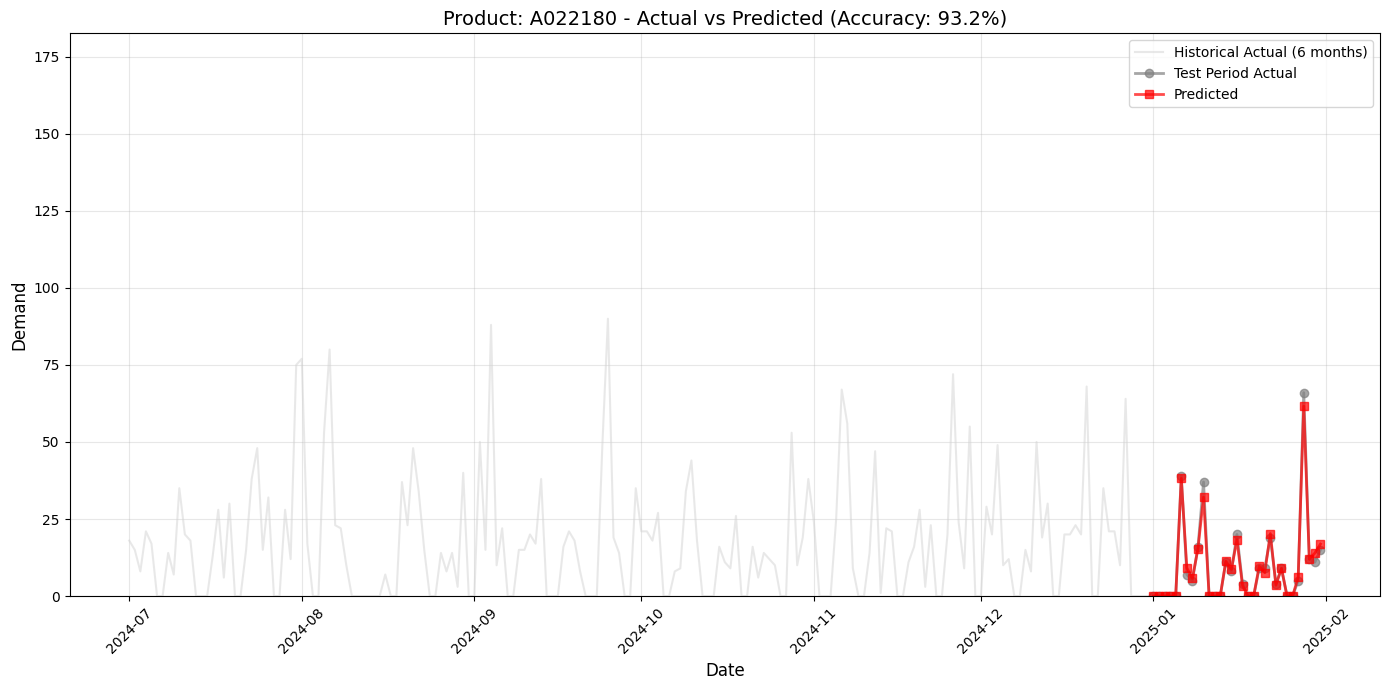 Product: A022180 - Actual vs Predicted (Accuracy: 93.2%)
Historical Actual (6 months)
Test Period Actual
Predicted
Demand
175
150
125
100
75
50
25
0
2024-07
2024-08
2024-09
2024-10
2024-11
2024-12
2025-01
2025-02
Date